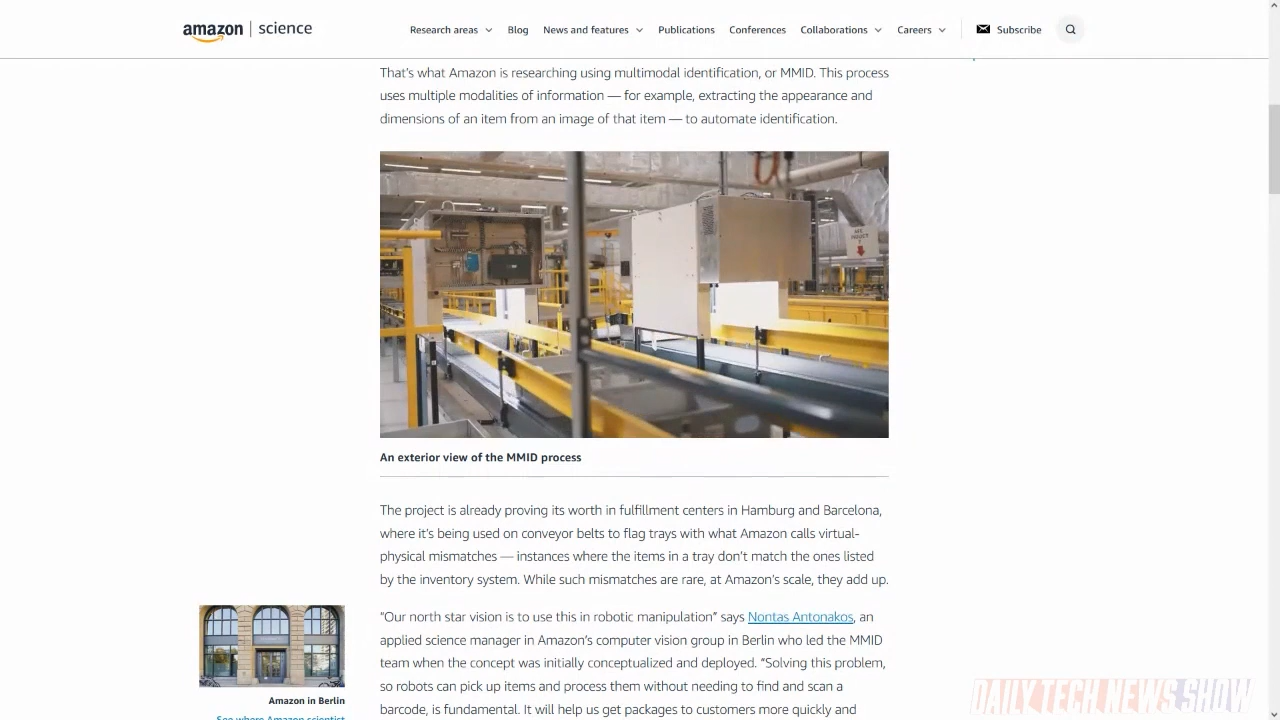 amazon | science
Research areas
Blog
News and features
Publications
Conferences
Collaborations
Careers
Subscribe
That’s what Amazon is researching using multimodal identification, or MMID. This process
uses multiple modalities of information — for example, extracting the appearance and
dimensions of an item from an image of that item — to automate identification.
An exterior view of the MMID process
The project is already proving its worth in fulfillment centers in Hamburg and Barcelona,
where it’s being used on conveyor belts to flag trays with what Amazon calls virtual-
physical mismatches — instances where the items in a tray don’t match the ones listed
by the inventory system. While such mismatches are rare, at Amazon’s scale, they add up.
“Our north star vision is to use this in robotic manipulation” says Nontas Antonakos, an
applied science manager in Amazon’s computer vision group in Berlin who led the MMID
team when the concept was initially conceptualized and deployed. “Solving this problem,
so robots can pick up items and process them without needing to find and scan a
barcode, is fundamental. It will help us get packages to customers more quickly and
Amazon in Berlin
See where Amazon scientist
DAILY TECH NEWS SHOW